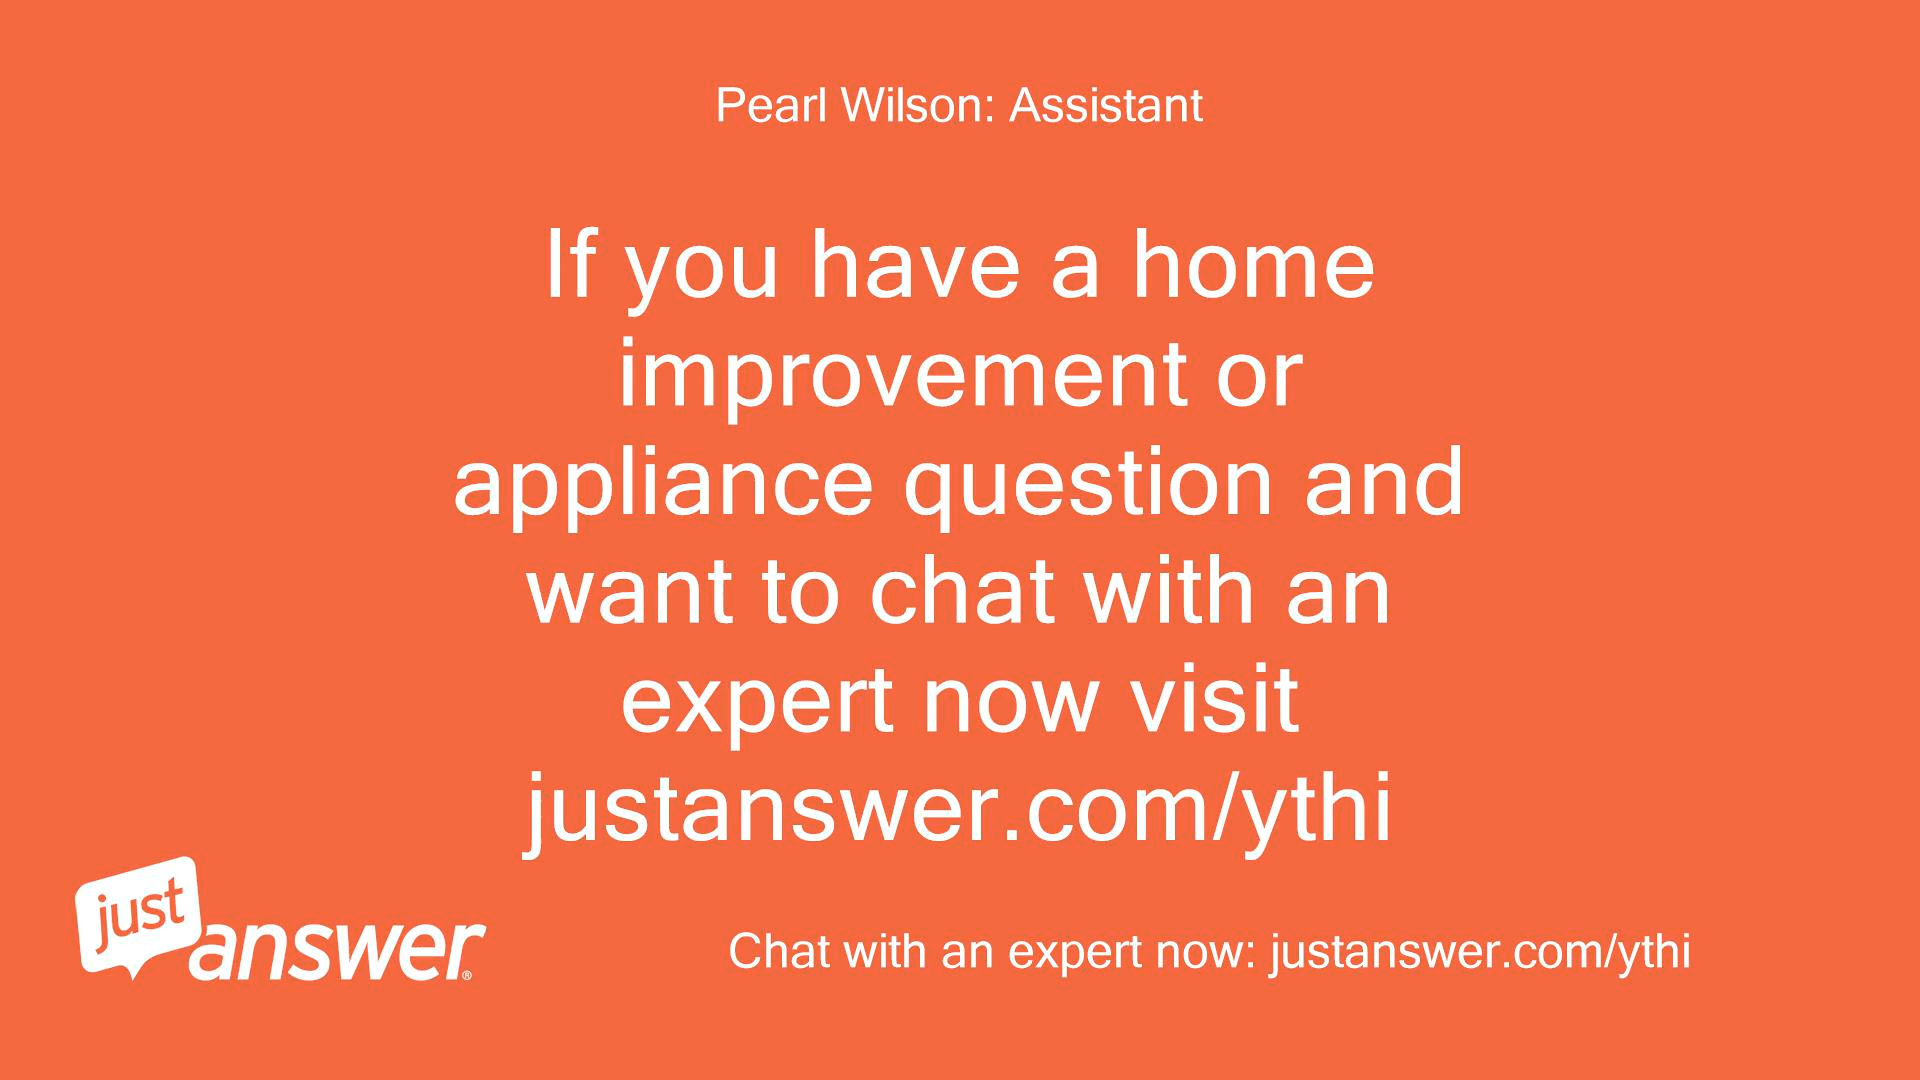 Pearl Wilson: Assistant
If you have a home
improvement or
appliance question and
want to chat with an
expert now visit
justanswer.com/ythi
just
answer®
Chat with an expert now: justanswer.com/ythi